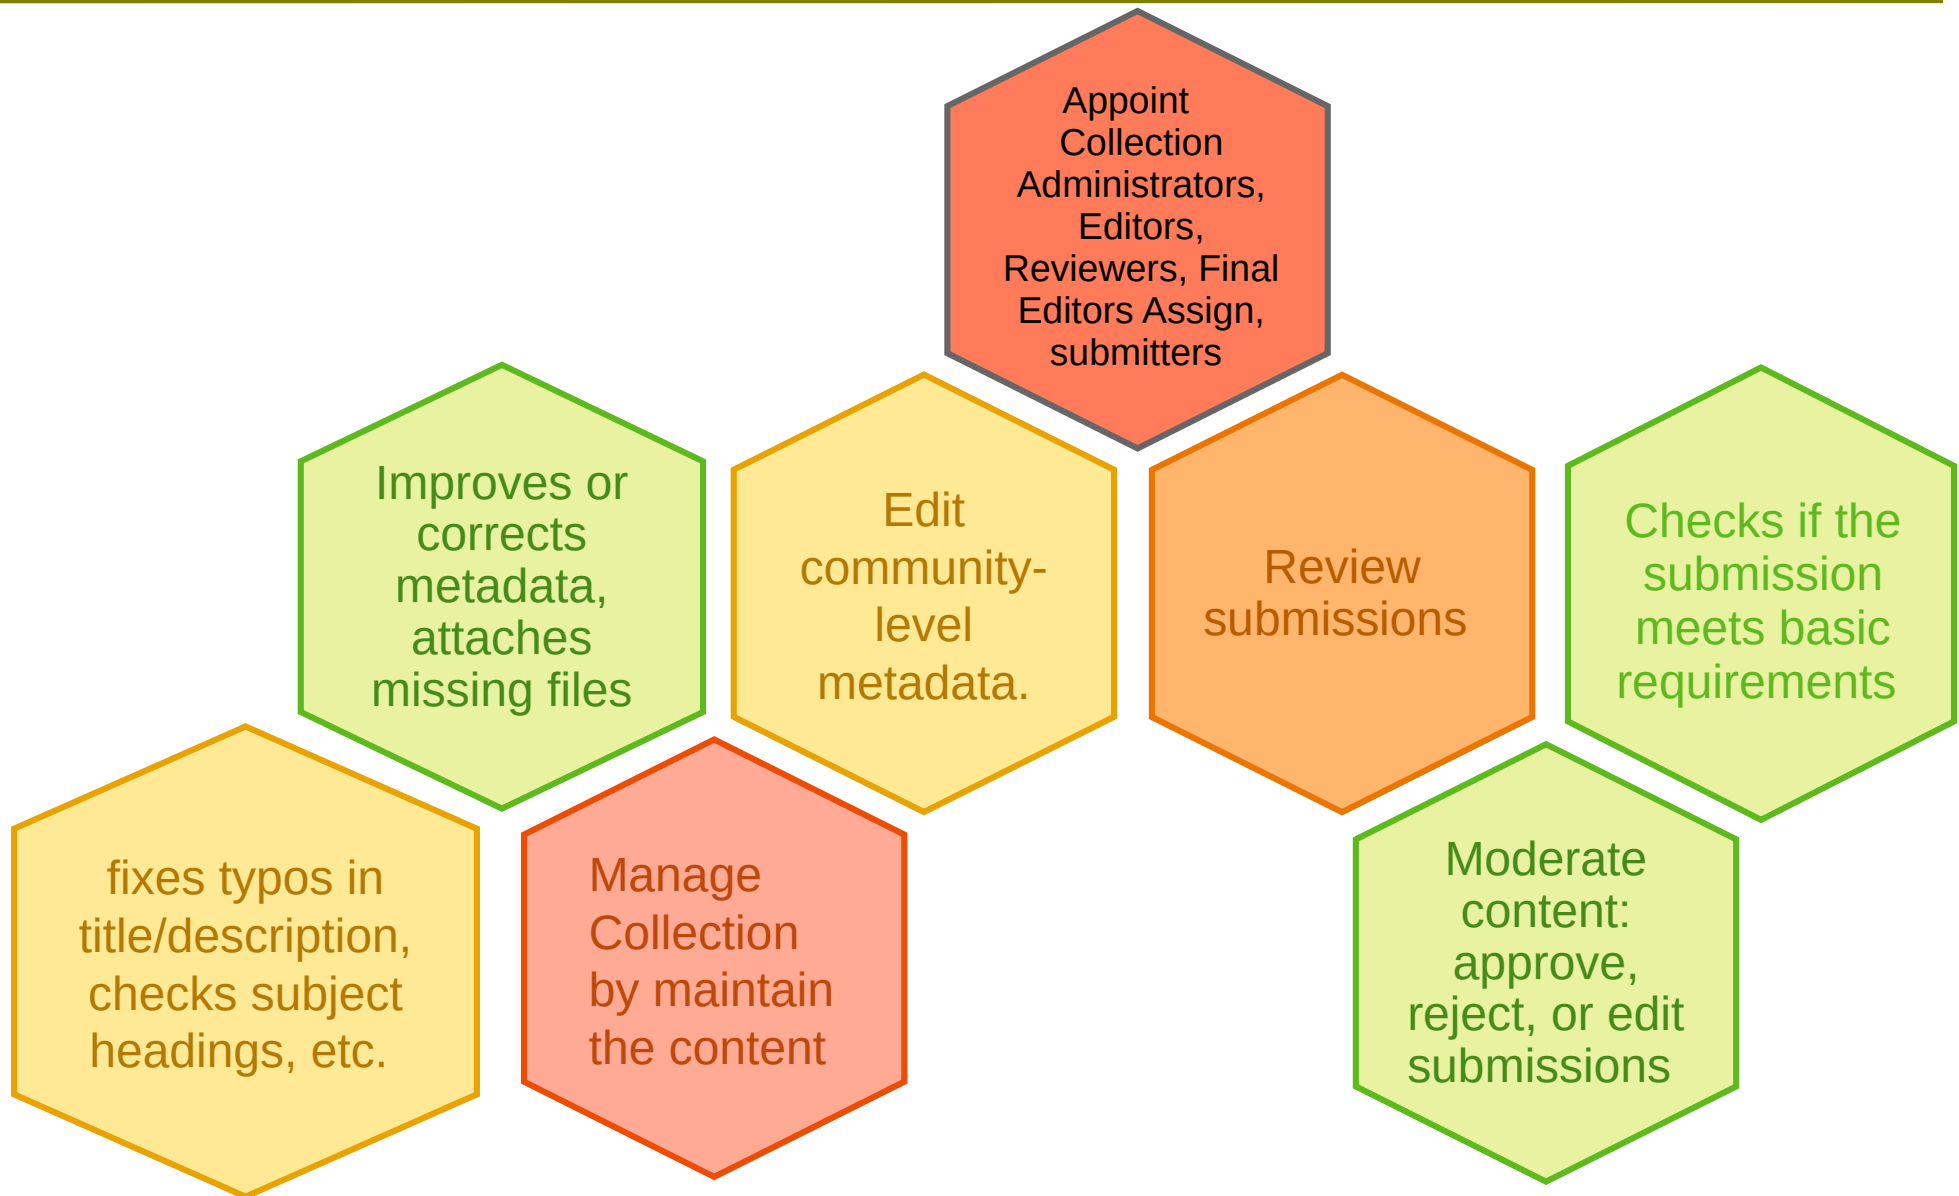 Appoint
Collection
Administrators,
Editors,
Reviewers, Final
Editors Assign,
submitters
Improves or
corrects
metadata,
attaches
missing files
Edit
community-
level
metadata.
Review
submissions
Checks if the
submission
meets basic
requirements
fixes typos in
title/description,
checks subject
headings, etc.
Manage
Collection
by maintain
the content
Moderate
content:
approve,
reject, or edit
submissions